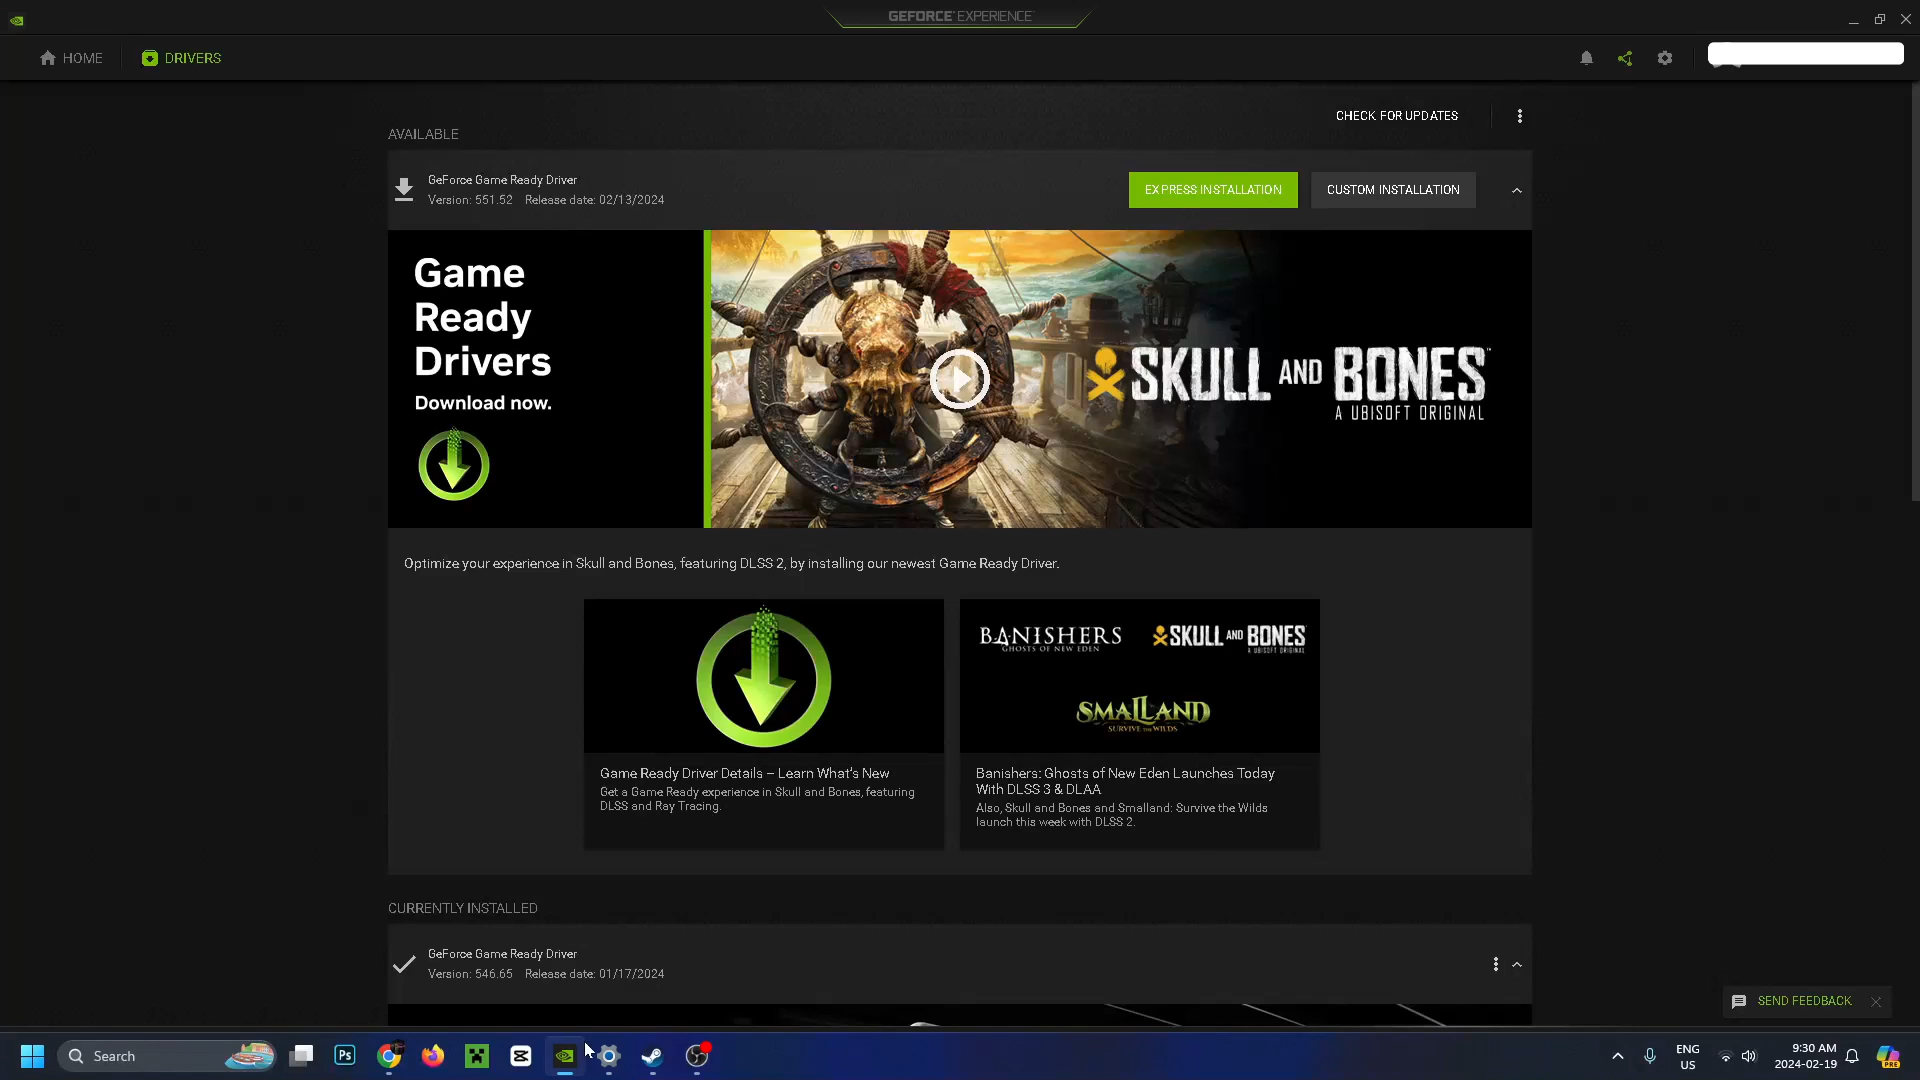 GEFORCE EXPERIENCE
HOME
DRIVERS
CHECK FOR UPDATES
AVAILABLE
GeForce Game Ready Driver
Version: 551.52 Release date: 02/13/2024
EXPRESS INSTALLATION
CUSTOM INSTALLATION
Game
Ready
Drivers
Download now.
SKULL AND BONES™
A UBISOFT ORIGINAL
Optimize your experience in Skull and Bones, featuring DLSS 2, by installing our newest Game Ready Driver.
BANISHERS
GHOSTS OF NEW EDEN
SKULL AND BONES
A UBISOFT ORIGINAL
SMALLAND
SURVIVE THE WILDS
Game Ready Driver Details – Learn What's New
Get a Game Ready experience in Skull and Bones, featuring
DLSS and Ray Tracing.
Banishers: Ghosts of New Eden Launches Today
With DLSS 3 & DLAA
Also, Skull and Bones and Smalland: Survive the Wilds
launch this week with DLSS 2.
CURRENTLY INSTALLED
GeForce Game Ready Driver
Version: 546.65 Release date: 01/17/2024
SEND FEEDBACK
Search
Ps
ENG
US
9:30 AM
2024-02-19
PRE